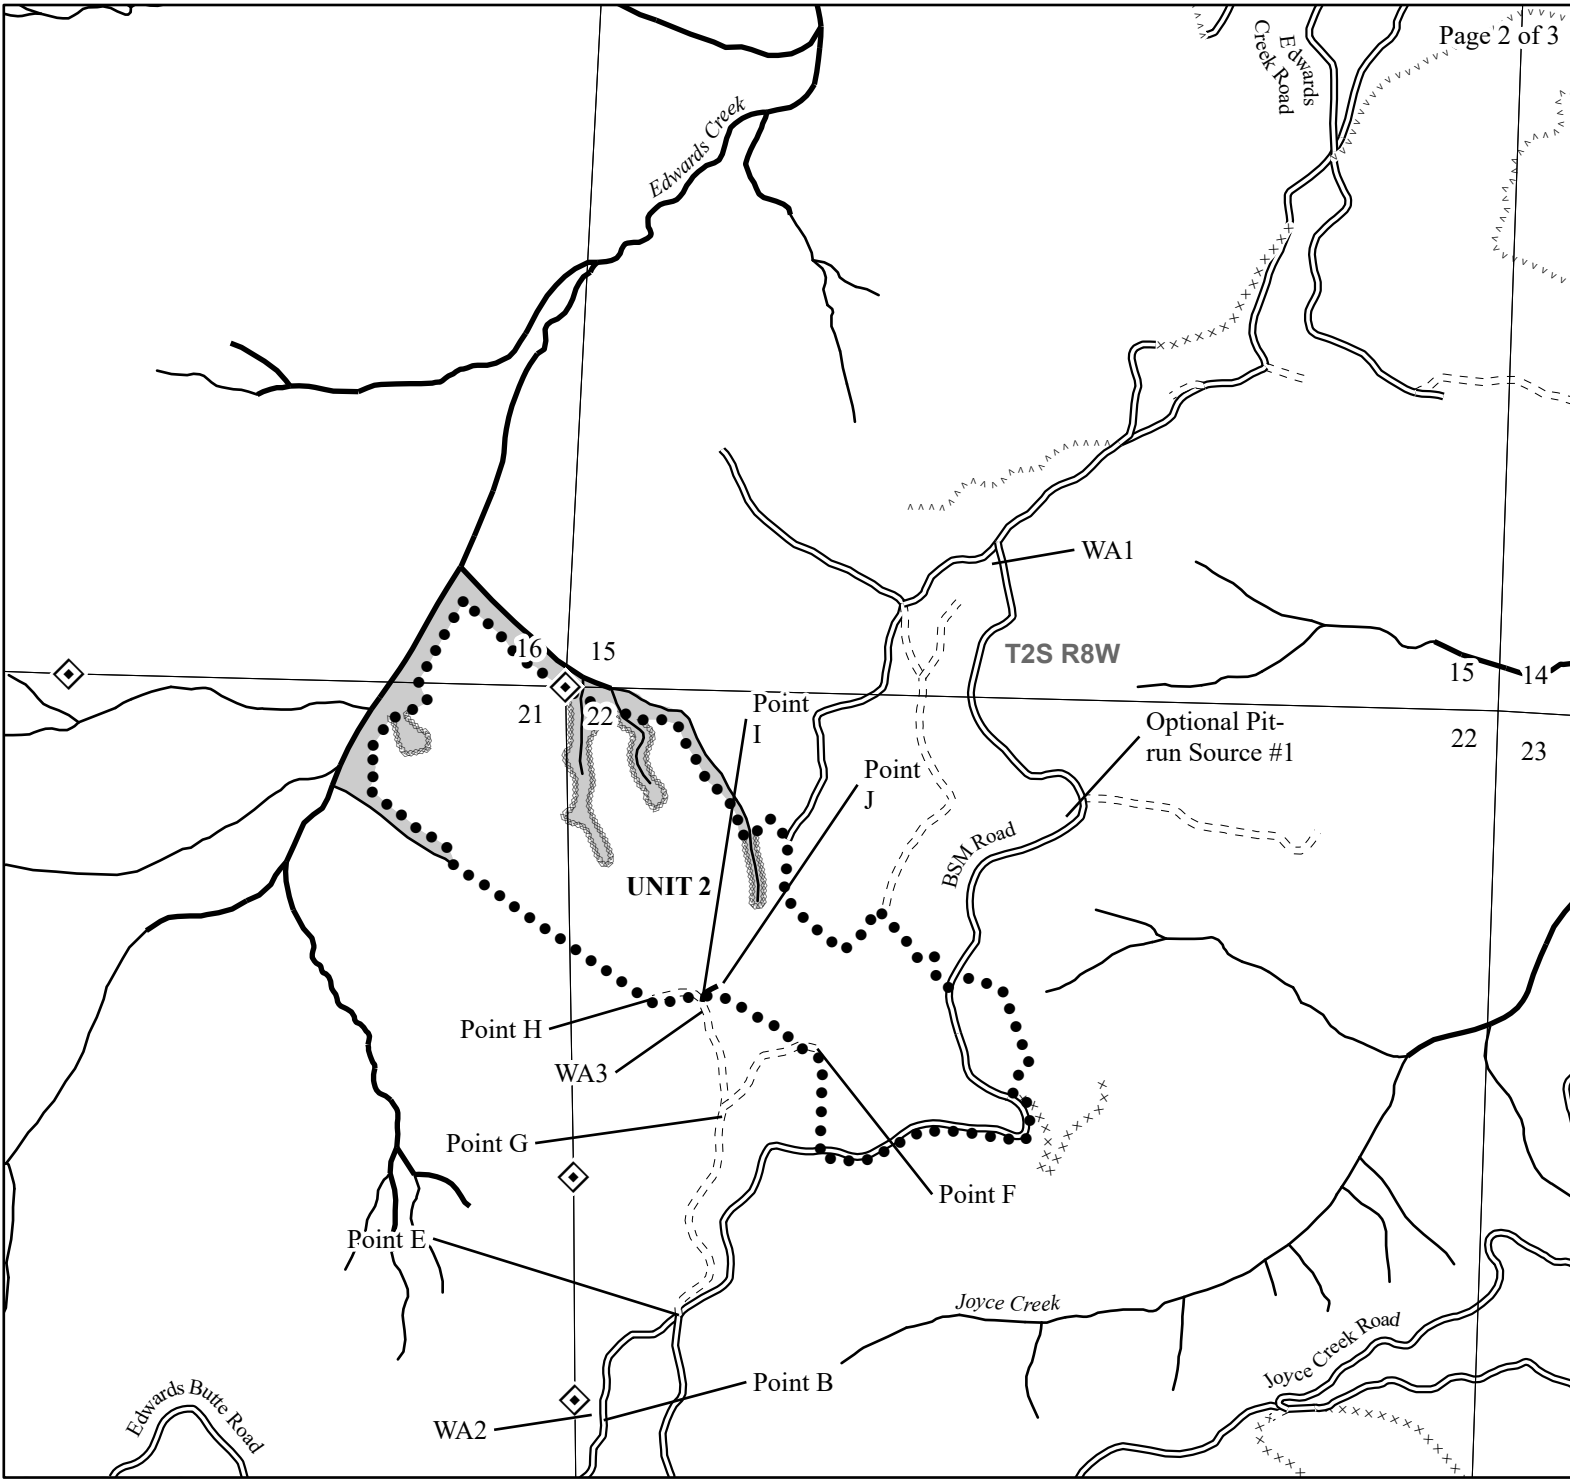 Page 2 of 3
Edwards
Creek Road
Edwards Creek
WA1
T2S R8W
16
15
15
14
21
22
22
23
Point
I
Optional Pit-
run Source #1
Point
J
BSM Road
UNIT 2
Point H
WA3
Point G
Point F
Point E
Joyce Creek
Joyce Creek Road
Point B
WA2
Edwards Butte Road